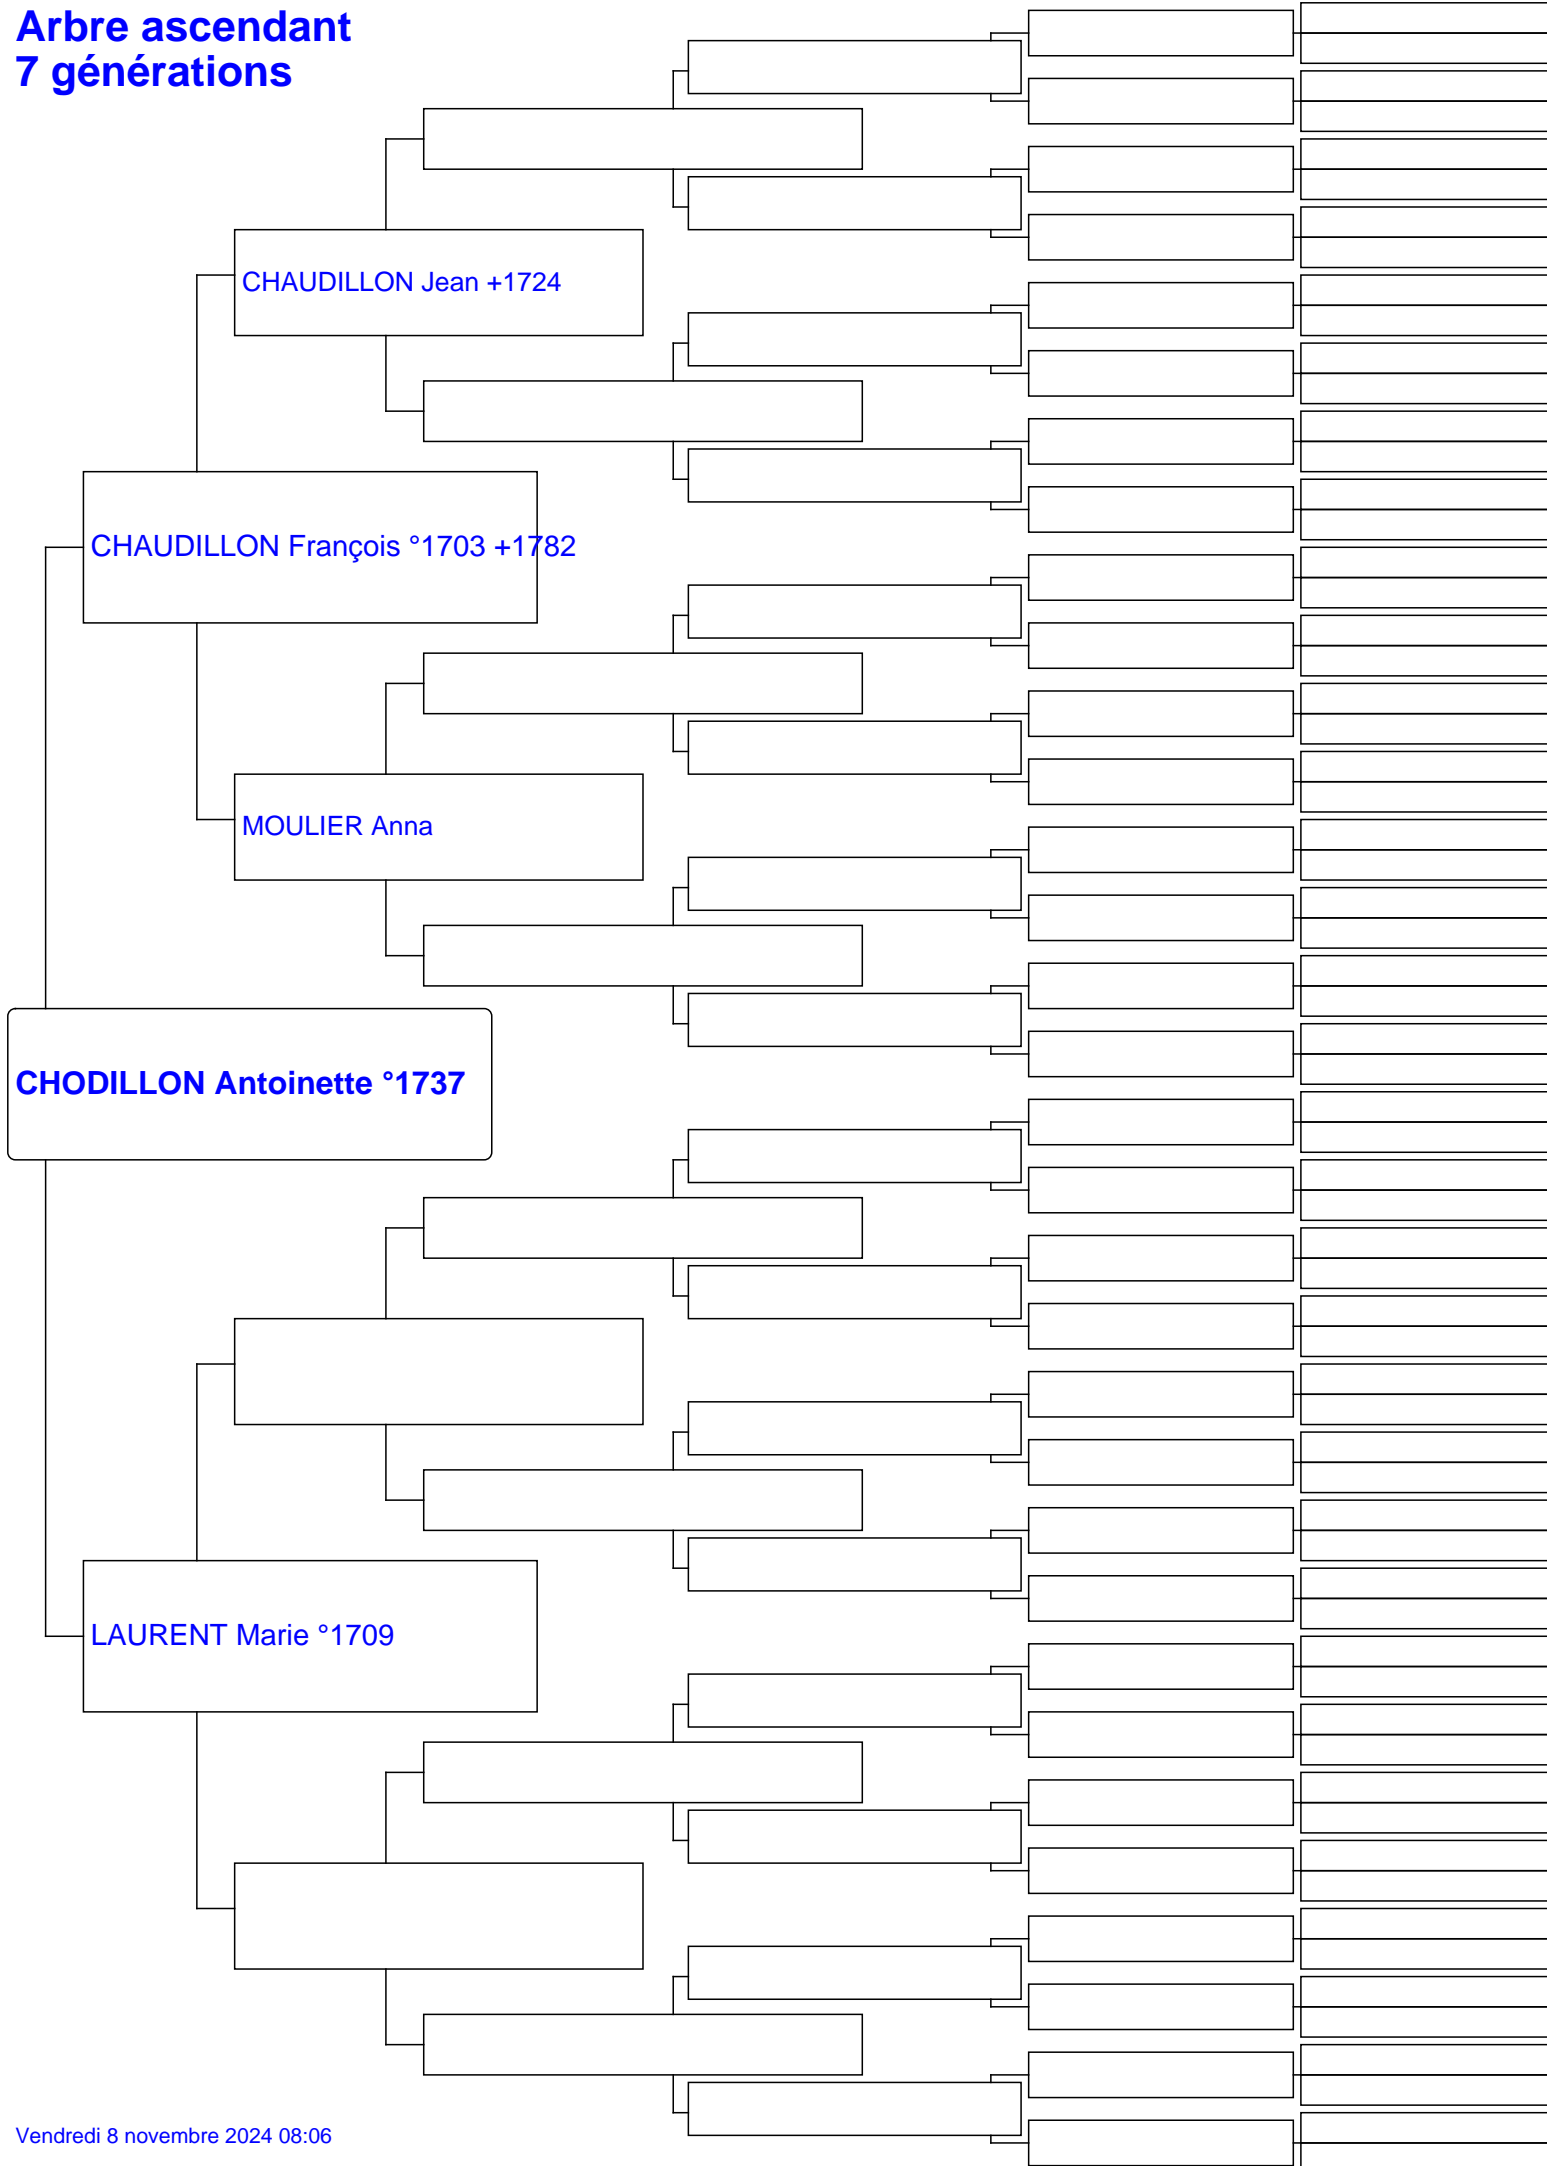 Arbre ascendant
7 générations
CHAUDILLON Jean +1724
CHAUDILLON François °1703 +1782
MOULIER Anna
CHODILLON Antoinette °1737
LAURENT Marie °1709
Vendredi 8 novembre 2024 08:06